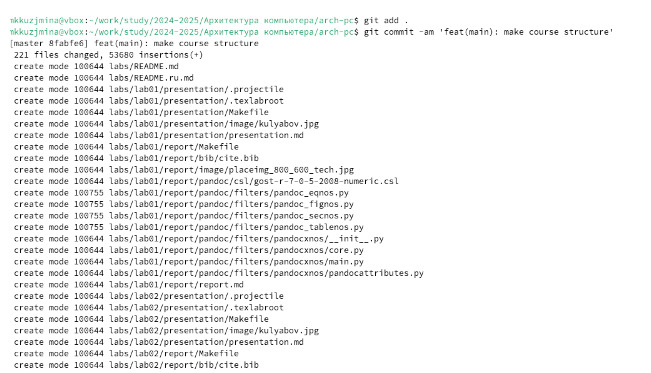 mkkuzjmina@vbox:~/work/study/2024-2025/Архитектура компьютера/arch-pc$ git add .
mkkuzjmina@vbox:~/work/study/2024-2025/Архитектура компьютера/arch-pc$ git commit -am 'feat(main): make course structure'
[master 8fabfe6] feat(main): make course structure
221 files changed, 53680 insertions(+)
create mode 100644 labs/README.md
create mode 100644 labs/README.ru.md
create mode 100644 labs/lab01/presentation/.projectile
create mode 100644 labs/lab01/presentation/.texlabroot
create mode 100644 labs/lab01/presentation/Makefile
create mode 100644 labs/lab01/presentation/image/kulyabov.jpg
create mode 100644 labs/lab01/presentation/presentation.md
create mode 100644 labs/lab01/report/Makefile
create mode 100644 labs/lab01/report/bib/cite.bib
create mode 100644 labs/lab01/report/image/placeimg_800_600_tech.jpg
create mode 100644 labs/lab01/report/pandoc/csl/gost-r-7-0-5-2008-numeric.csl
create mode 100755 labs/lab01/report/pandoc/filters/pandoc_eqnos.py
create mode 100755 labs/lab01/report/pandoc/filters/pandoc_fignos.py
create mode 100755 labs/lab01/report/pandoc/filters/pandoc_secnos.py
create mode 100755 labs/lab01/report/pandoc/filters/pandoc_tablenos.py
create mode 100644 labs/lab01/report/pandoc/filters/pandocxnos/__init__.py
create mode 100644 labs/lab01/report/pandoc/filters/pandocxnos/core.py
create mode 100644 labs/lab01/report/pandoc/filters/pandocxnos/main.py
create mode 100644 labs/lab01/report/pandoc/filters/pandocxnos/pandocattributes.py
create mode 100644 labs/lab01/report/report.md
create mode 100644 labs/lab02/presentation/.projectile
create mode 100644 labs/lab02/presentation/.texlabroot
create mode 100644 labs/lab02/presentation/Makefile
create mode 100644 labs/lab02/presentation/image/kulyabov.jpg
create mode 100644 labs/lab02/presentation/presentation.md
create mode 100644 labs/lab02/report/Makefile
create mode 100644 labs/lab02/report/bib/cite.bib